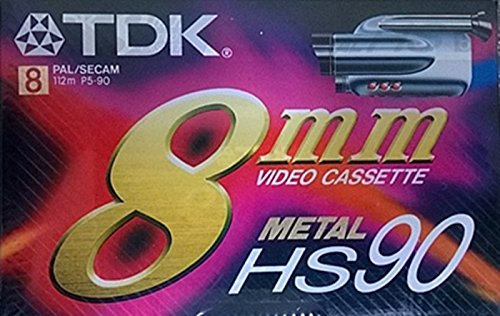 TDK®
8 PAL/SECAM
112m P5-90
8mm
VIDEO CASSETTE
METAL
HS90